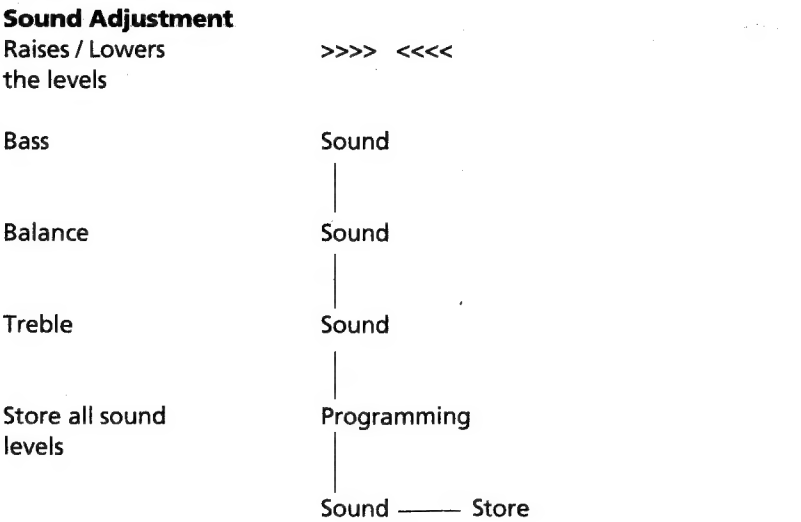 Sound Adjustment
Raises / Lowers >>>> <<<<
the levels
Bass Sound
Balance Sound
Treble Sound
Store all sound Programming
levels
Sound Store